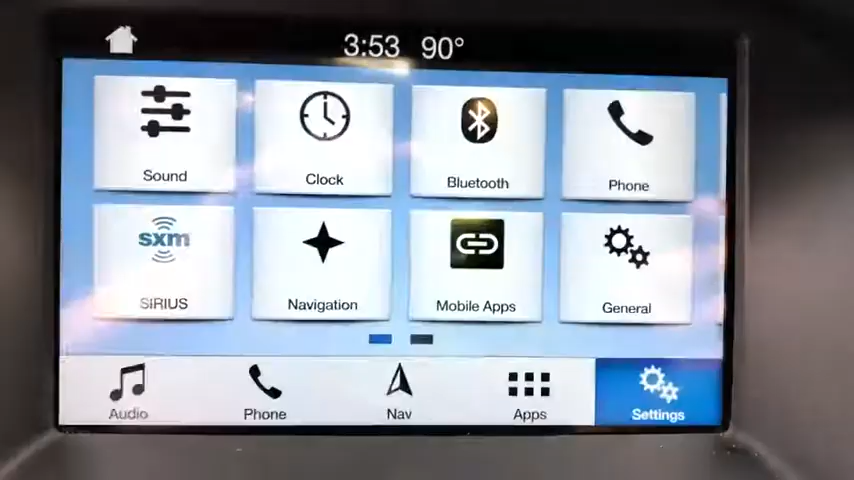 3:53 90°
Sound Clock Bluetooth Phone
sxm
SIRIUS Navigation Mobile Apps General
Audio Phone Nav Apps Settings